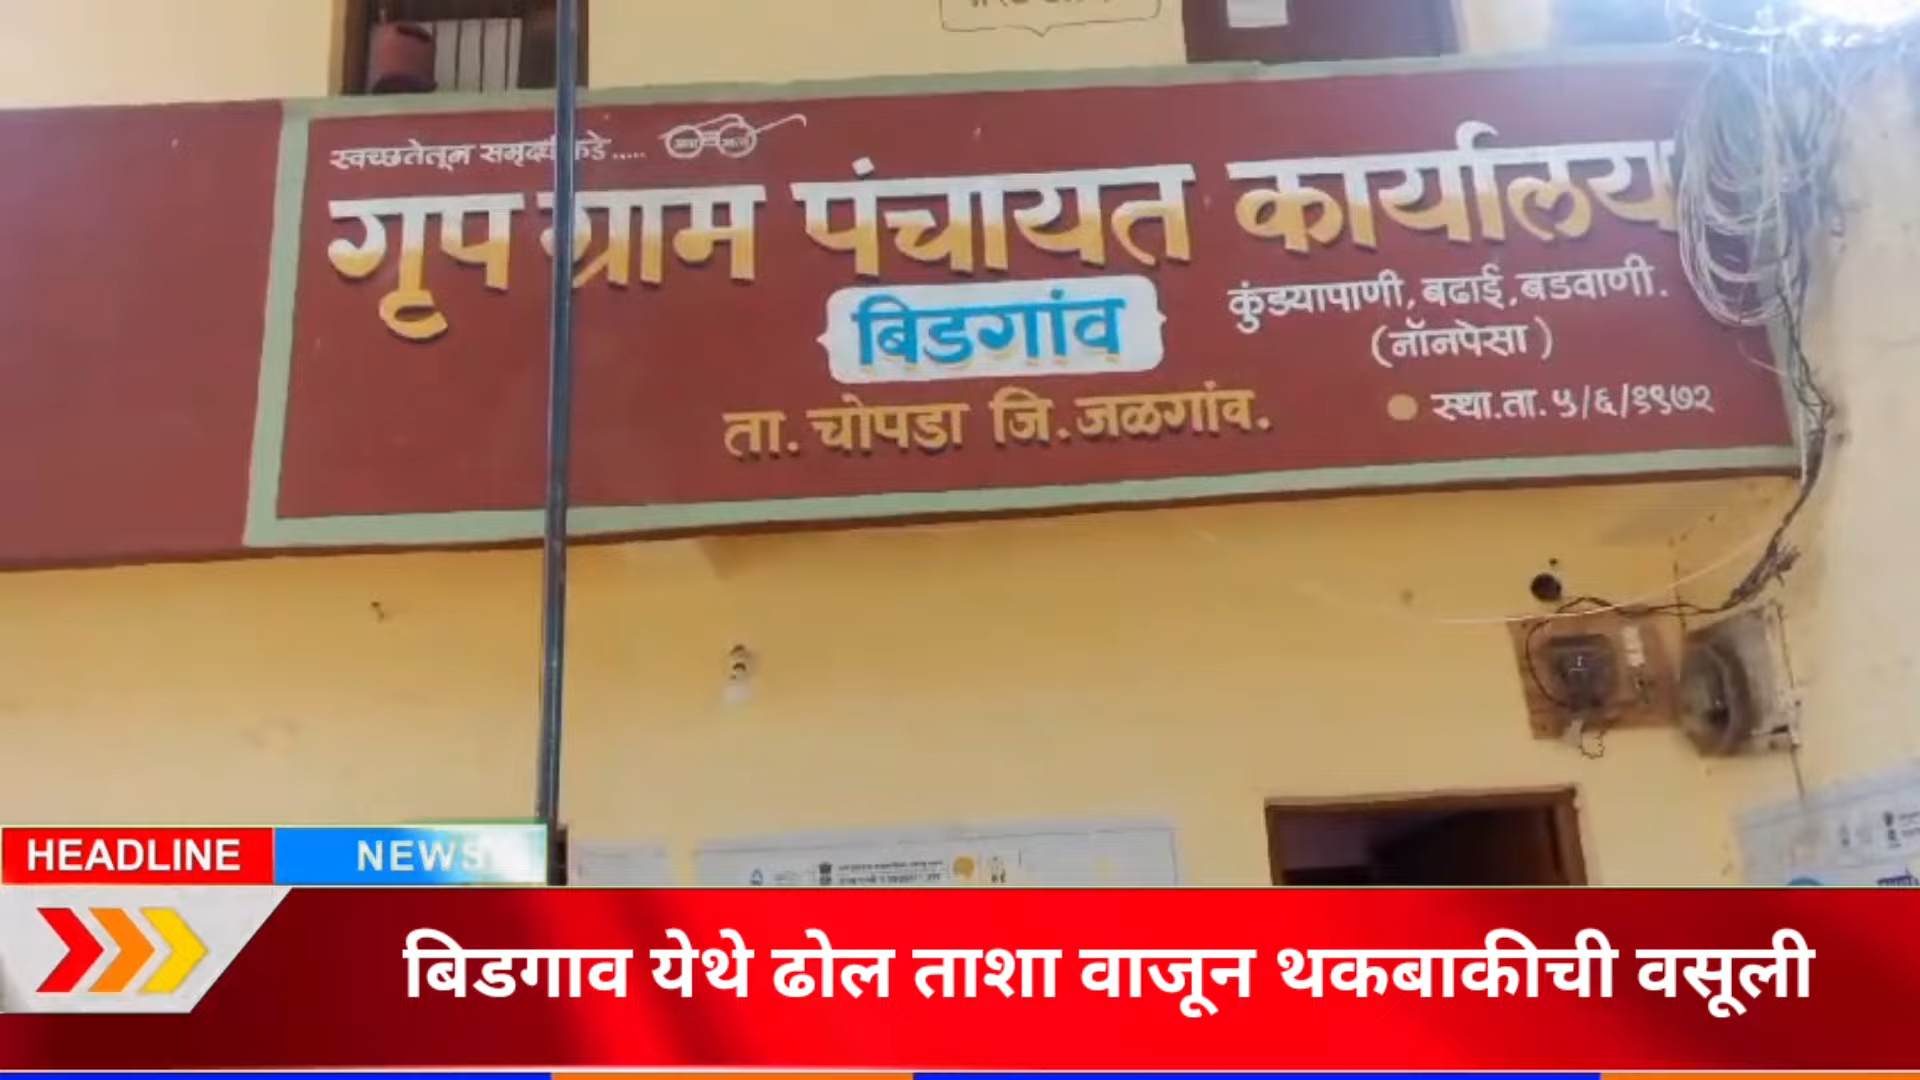 स्वच्छतेतून समृद्धीकडे.....
गृप ग्राम पंचायत कार्यालय
बिडगांव
कुंड्यापाणी, बढाई, बडवाणी.
(नॉनपेसा)
ता. चोपडा जि. जळगांव.
स्था.ता. ५/६/१९७२
HEADLINE NEWS
बिडगाव येथे ढोल ताशा वाजून थकबाकीची वसूली